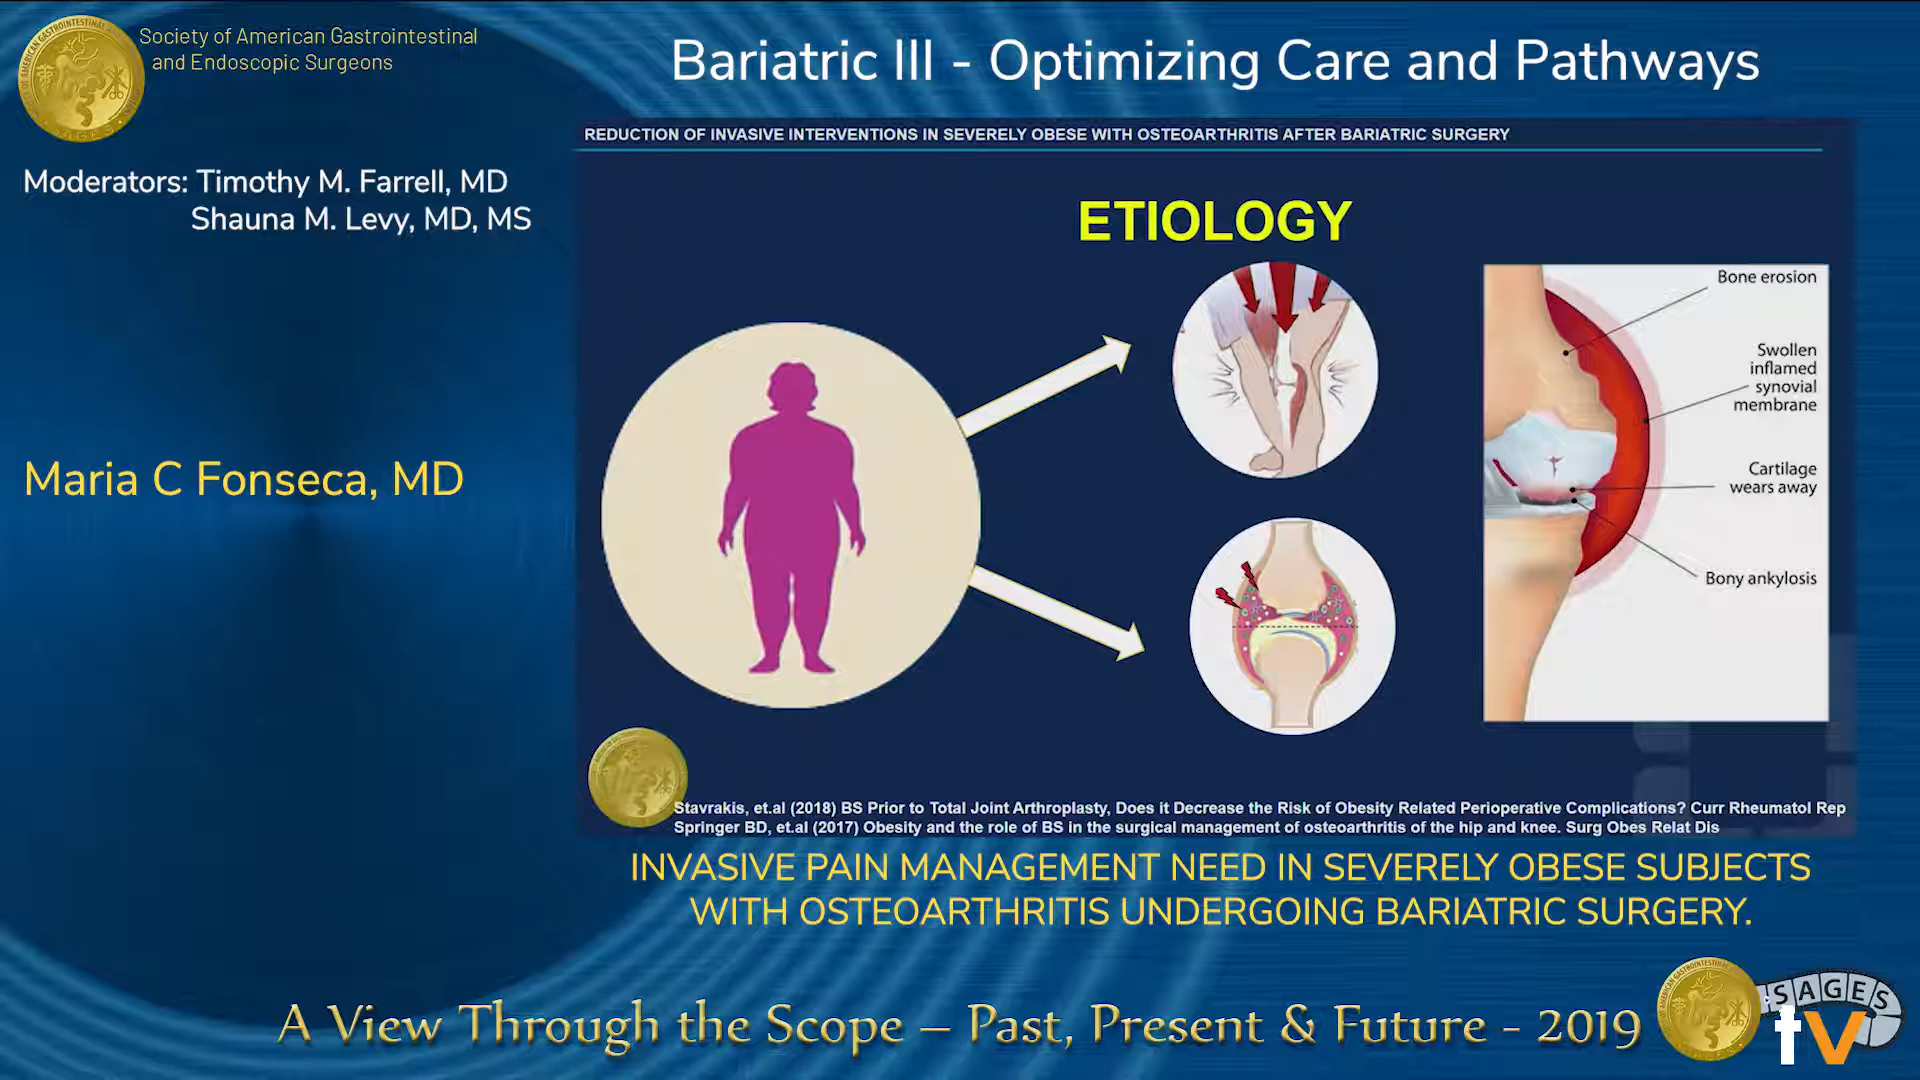 Society of American Gastrointestinal
and Endoscopic Surgeons
Bariatric III - Optimizing Care and Pathways
Moderators: Timothy M. Farrell, MD
Shauna M. Levy, MD, MS
Maria C Fonseca, MD
REDUCTION OF INVASIVE INTERVENTIONS IN SEVERELY OBESE WITH OSTEOARTHRITIS AFTER BARIATRIC SURGERY
ETIOLOGY
Bone erosion
Swollen
inflamed
synovial
membrane
Cartilage
wears away
Bony ankylosis
Stavrakis, et.al (2018) BS Prior to Total Joint Arthroplasty, Does it Decrease the Risk of Obesity Related Perioperative Complications? Curr Rheumatol Rep
Springer BD, et.al (2017) Obesity and the role of BS in the surgical management of osteoarthritis of the hip and knee. Surg Obes Relat Dis
INVASIVE PAIN MANAGEMENT NEED IN SEVERELY OBESE SUBJECTS
WITH OSTEOARTHRITIS UNDERGOING BARIATRIC SURGERY.
A View Through the Scope – Past, Present & Future - 2019
SAGES
tv